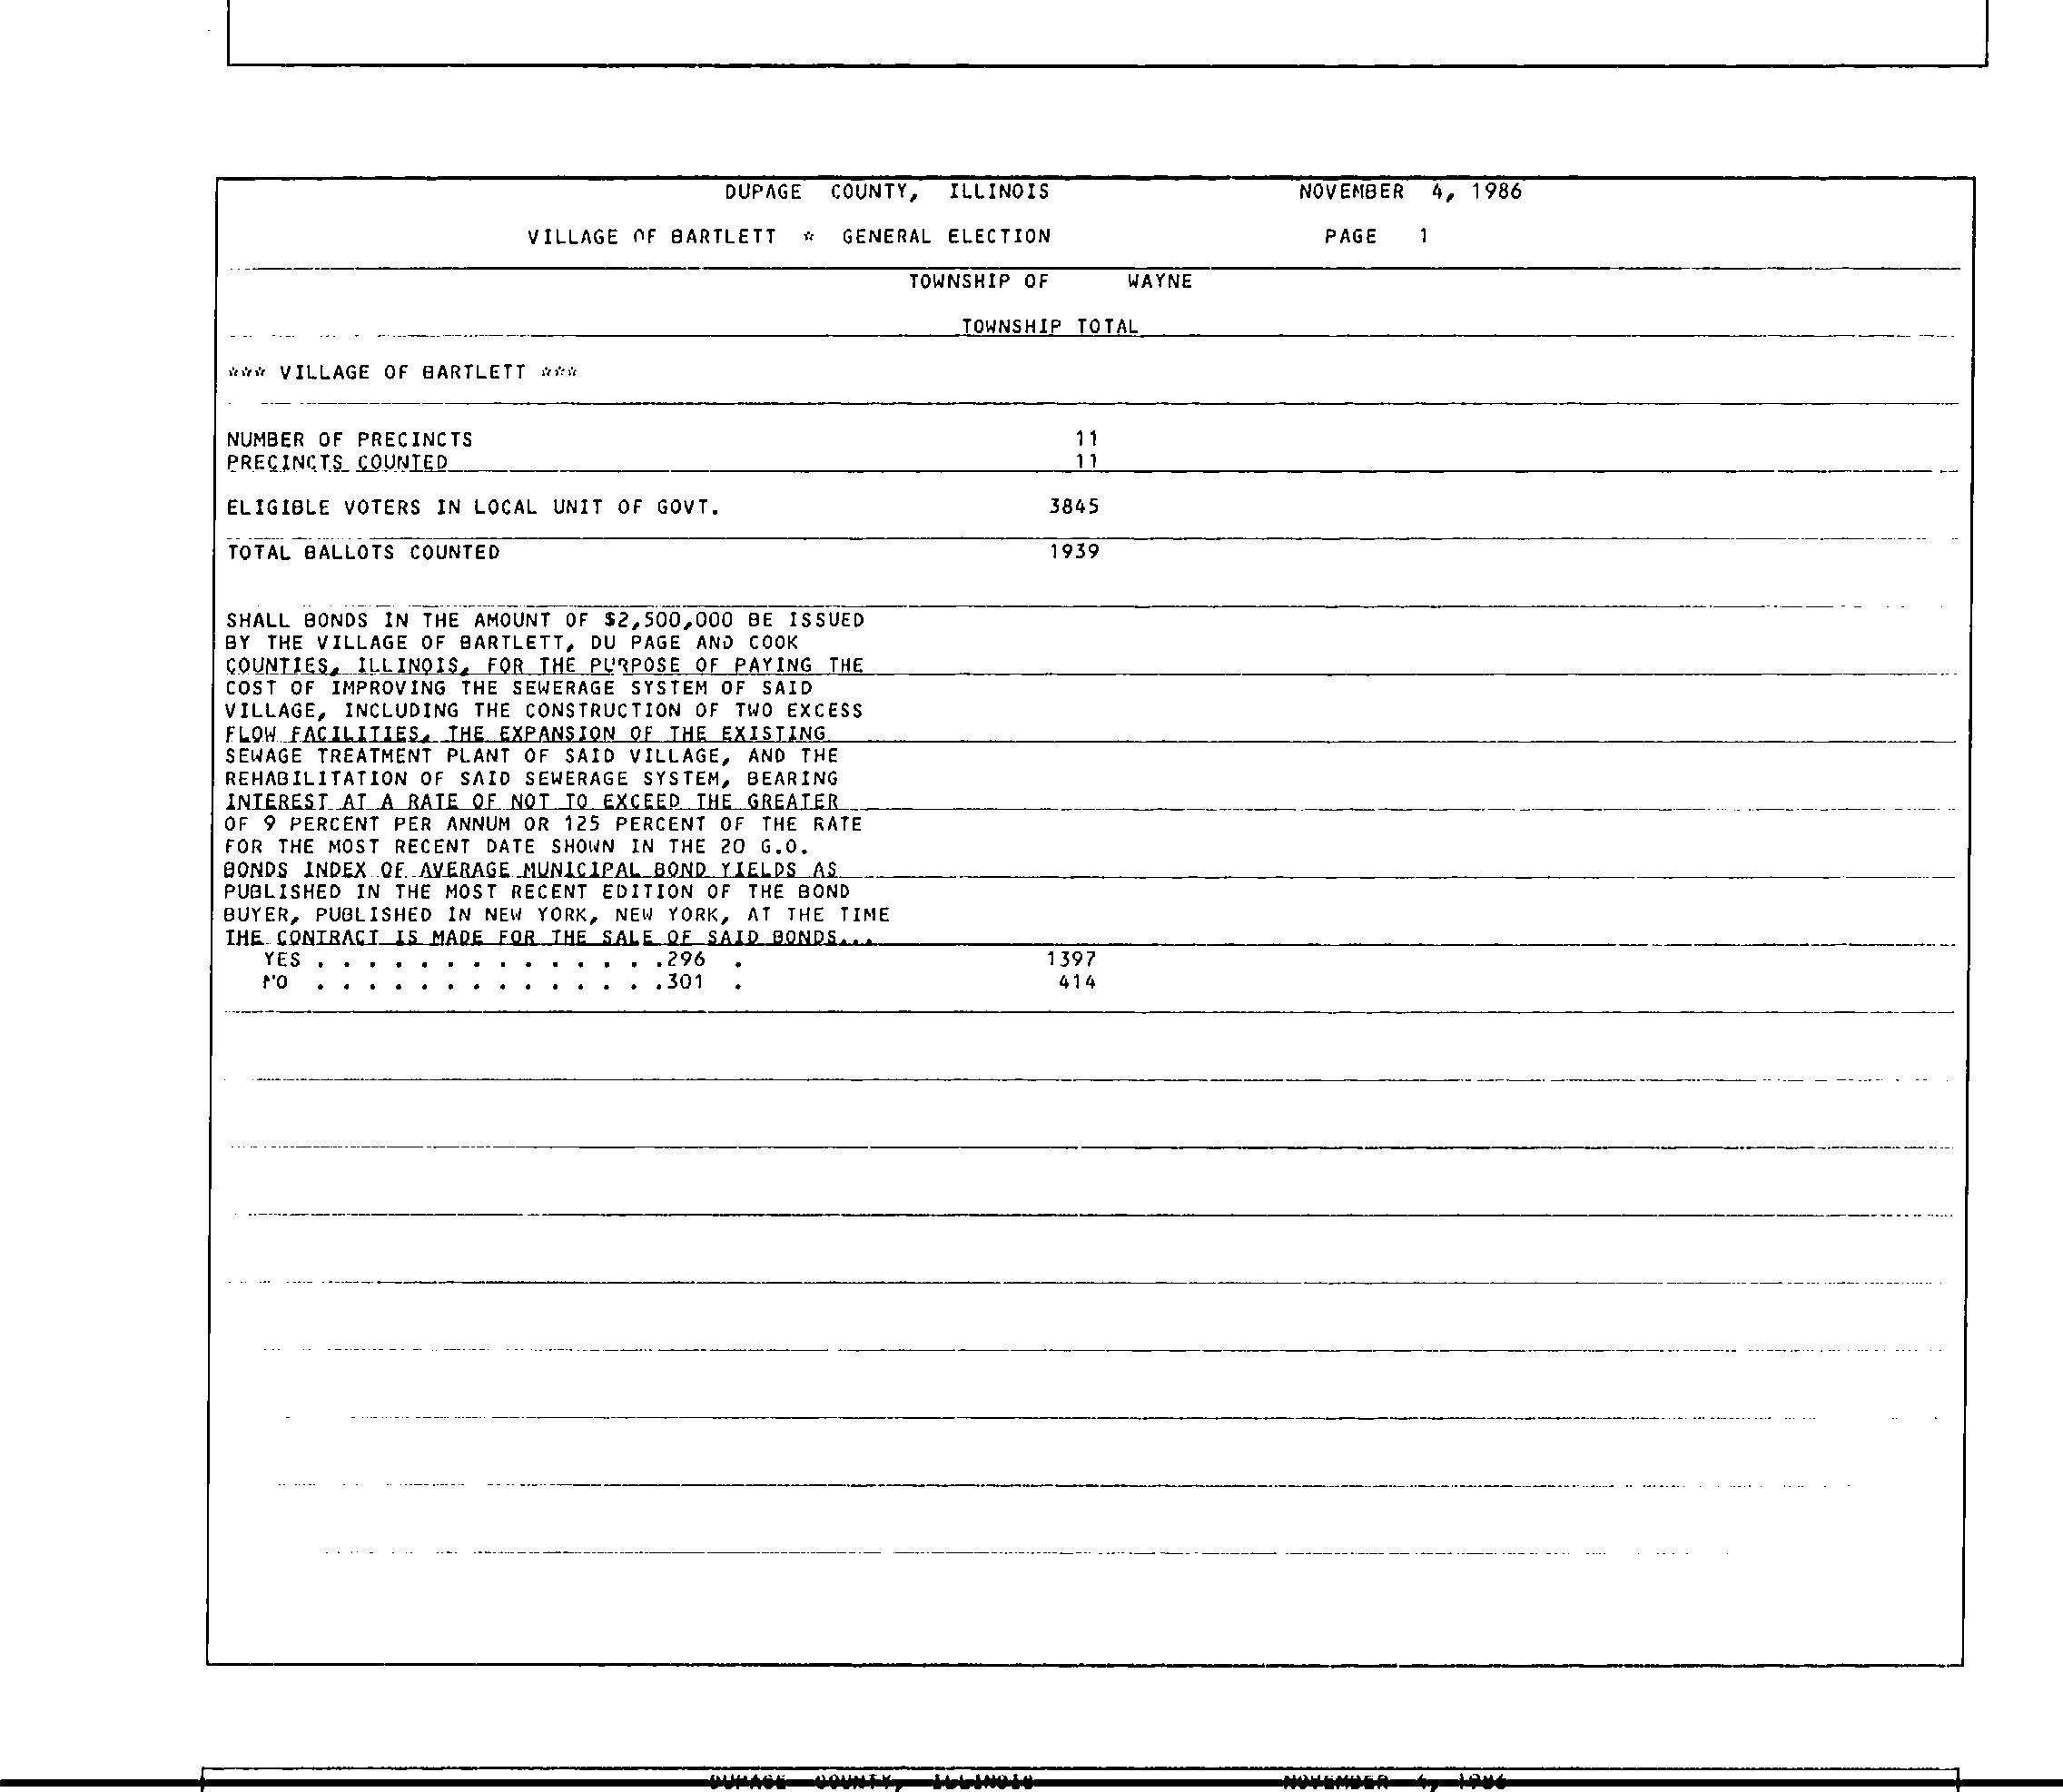 DUPAGE COUNTY, ILLINOIS NOVEMBER 4, 1986
VILLAGE OF BARTLETT * GENERAL ELECTION PAGE 1
TOWNSHIP OF WAYNE
TOWNSHIP TOTAL
*** VILLAGE OF BARTLETT ***
NUMBER OF PRECINCTS 11
PRECINCTS COUNTED 11
ELIGIBLE VOTERS IN LOCAL UNIT OF GOVT. 3845
TOTAL BALLOTS COUNTED 1939
SHALL BONDS IN THE AMOUNT OF $2,500,000 BE ISSUED
BY THE VILLAGE OF BARTLETT, DU PAGE AND COOK
COUNTIES, ILLINOIS, FOR THE PURPOSE OF PAYING THE
COST OF IMPROVING THE SEWERAGE SYSTEM OF SAID
VILLAGE, INCLUDING THE CONSTRUCTION OF TWO EXCESS
FLOW FACILITIES, THE EXPANSION OF THE EXISTING
SEWAGE TREATMENT PLANT OF SAID VILLAGE, AND THE
REHABILITATION OF SAID SEWERAGE SYSTEM, BEARING
INTEREST AT A RATE OF NOT TO EXCEED THE GREATER
OF 9 PERCENT PER ANNUM OR 125 PERCENT OF THE RATE
FOR THE MOST RECENT DATE SHOWN IN THE 20 G.O.
BONDS INDEX OF AVERAGE MUNICIPAL BOND YIELDS AS
PUBLISHED IN THE MOST RECENT EDITION OF THE BOND
BUYER, PUBLISHED IN NEW YORK, NEW YORK, AT THE TIME
THE CONTRACT IS MADE FOR THE SALE OF SAID BONDS...
YES . . . . . . . . . . . . . .296 . 1397
NO . . . . . . . . . . . . . .301 . 414
DUPAGE COUNTY, ILLINOIS NOVEMBER 4, 1986